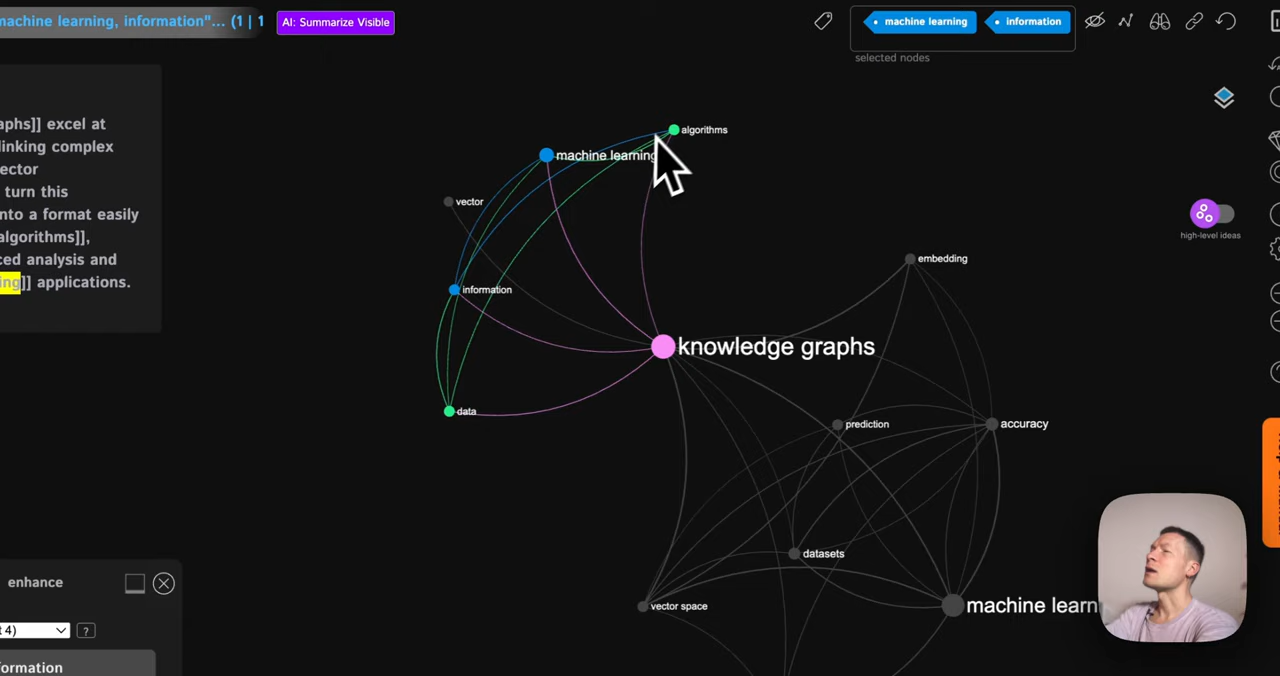 machine learning, information"... (1 | 1
AI: Summarize Visible
machine learning
information
selected nodes
aphs]] excel at
linking complex
ector
turn this
nto a format easily
algorithms]],
ced analysis and
ing]] applications.
algorithms
machine learning
vector
information
data
knowledge graphs
embedding
prediction
accuracy
datasets
vector space
machine learn
high-level ideas
enhance
t 4)
?
formation